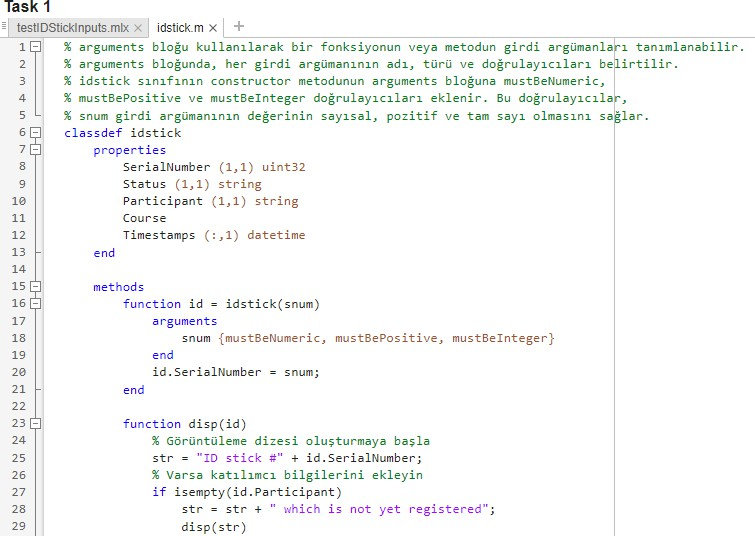 Task 1
testIDStickInputs.mlx × idstick.m × +
1 % arguments bloğu kullanılarak bir fonksiyonun veya metodun girdi argümanları tanımlanabilir.
2 % arguments bloğunda, her girdi argümanının adı, türü ve doğrulayıcıları belirtilir.
3 % idstick sınıfının constructor metodunun arguments bloğuna mustBeNumeric,
4 % mustBePositive ve mustBeInteger doğrulayıcıları eklenir. Bu doğrulayıcılar,
5 % snum girdi argümanının değerinin sayısal, pozitif ve tam sayı olmasını sağlar.
6 classdef idstick
7 properties
8 SerialNumber (1,1) uint32
9 Status (1,1) string
10 Participant (1,1) string
11 Course
12 Timestamps (:,1) datetime
13 end
14
15 methods
16 function id = idstick(snum)
17 arguments
18 snum {mustBeNumeric, mustBePositive, mustBeInteger}
19 end
20 id.SerialNumber = snum;
21 end
22
23 function disp(id)
24 % Görüntüleme dizesi oluşturmaya başla
25 str = "ID stick #" + id.SerialNumber;
26 % Varsa katılımcı bilgilerini ekleyin
27 if isempty(id.Participant)
28 str = str + " which is not yet registered";
29 disp(str)